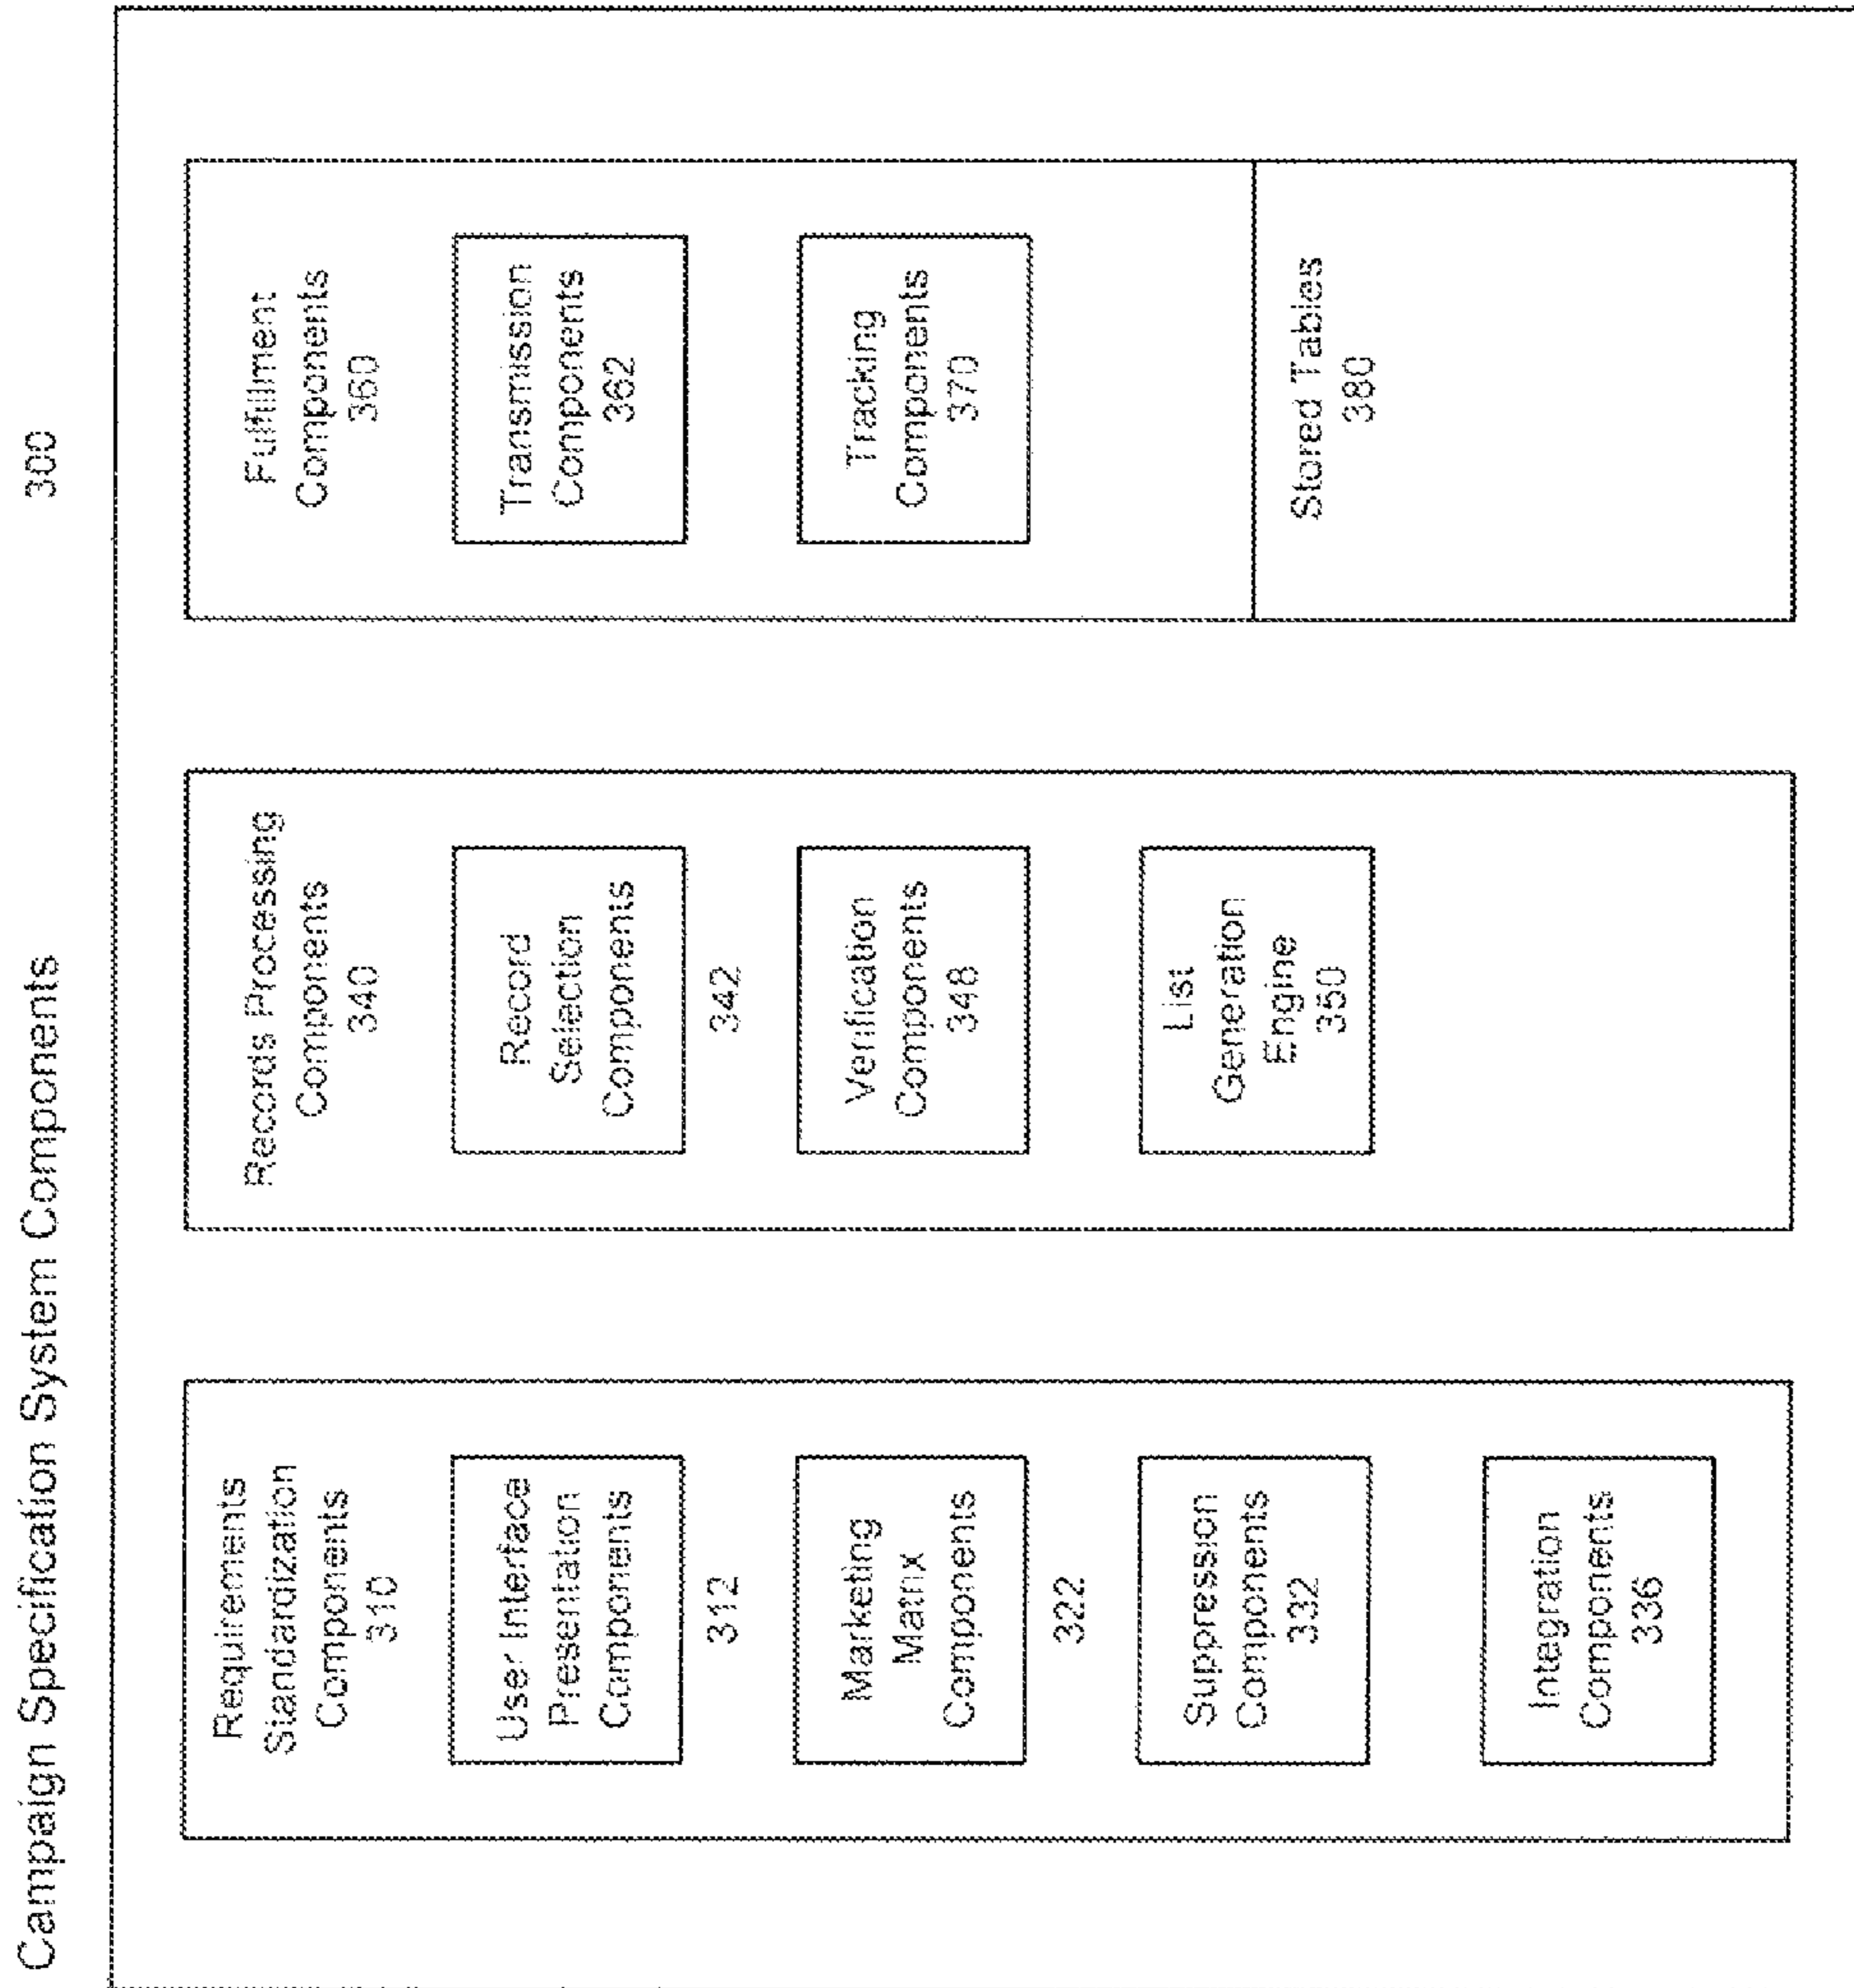 Campaign Specification System Components 300
Requirements
Standardization
Components
310
User Interface
Presentation
Components
312
Marketing
Matrix
Components
322
Suppression
Components
332
Integration
Components
336
Records Processing
Components
340
Record
Selection
Components
342
Verification
Components
348
List
Generation
Engine
350
Fulfillment
Components
360
Transmission
Components
362
Tracking
Components
370
Stored Tables
380